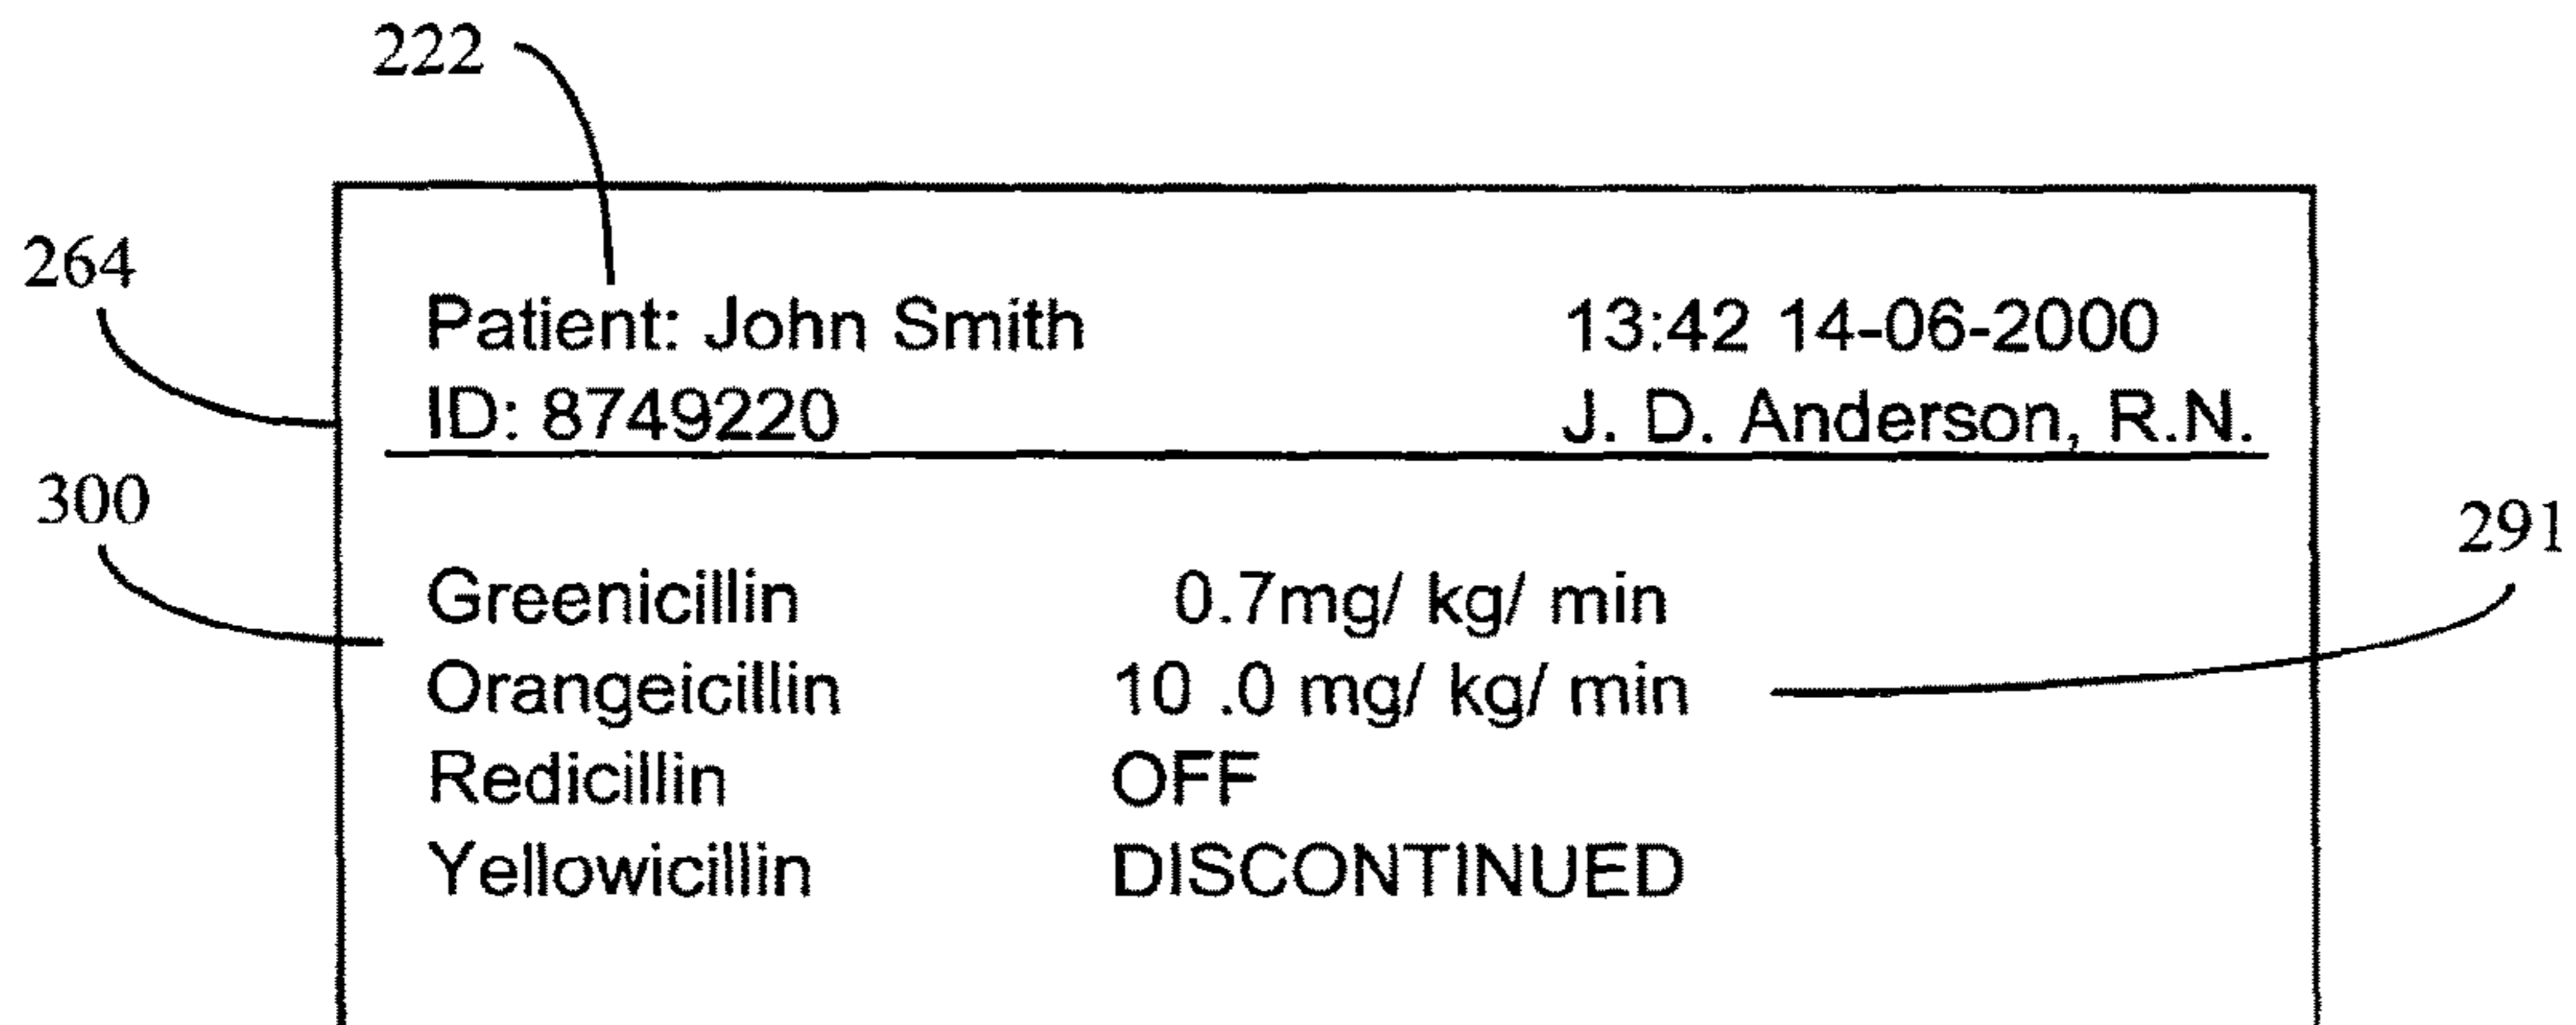 222
264
Patient: John Smith 13:42 14-06-2000
ID: 8749220 J. D. Anderson, R.N.
300
291
Greenicillin 0.7mg/ kg/ min
Orangeicillin 10 .0 mg/ kg/ min
Redicillin OFF
Yellowicillin DISCONTINUED